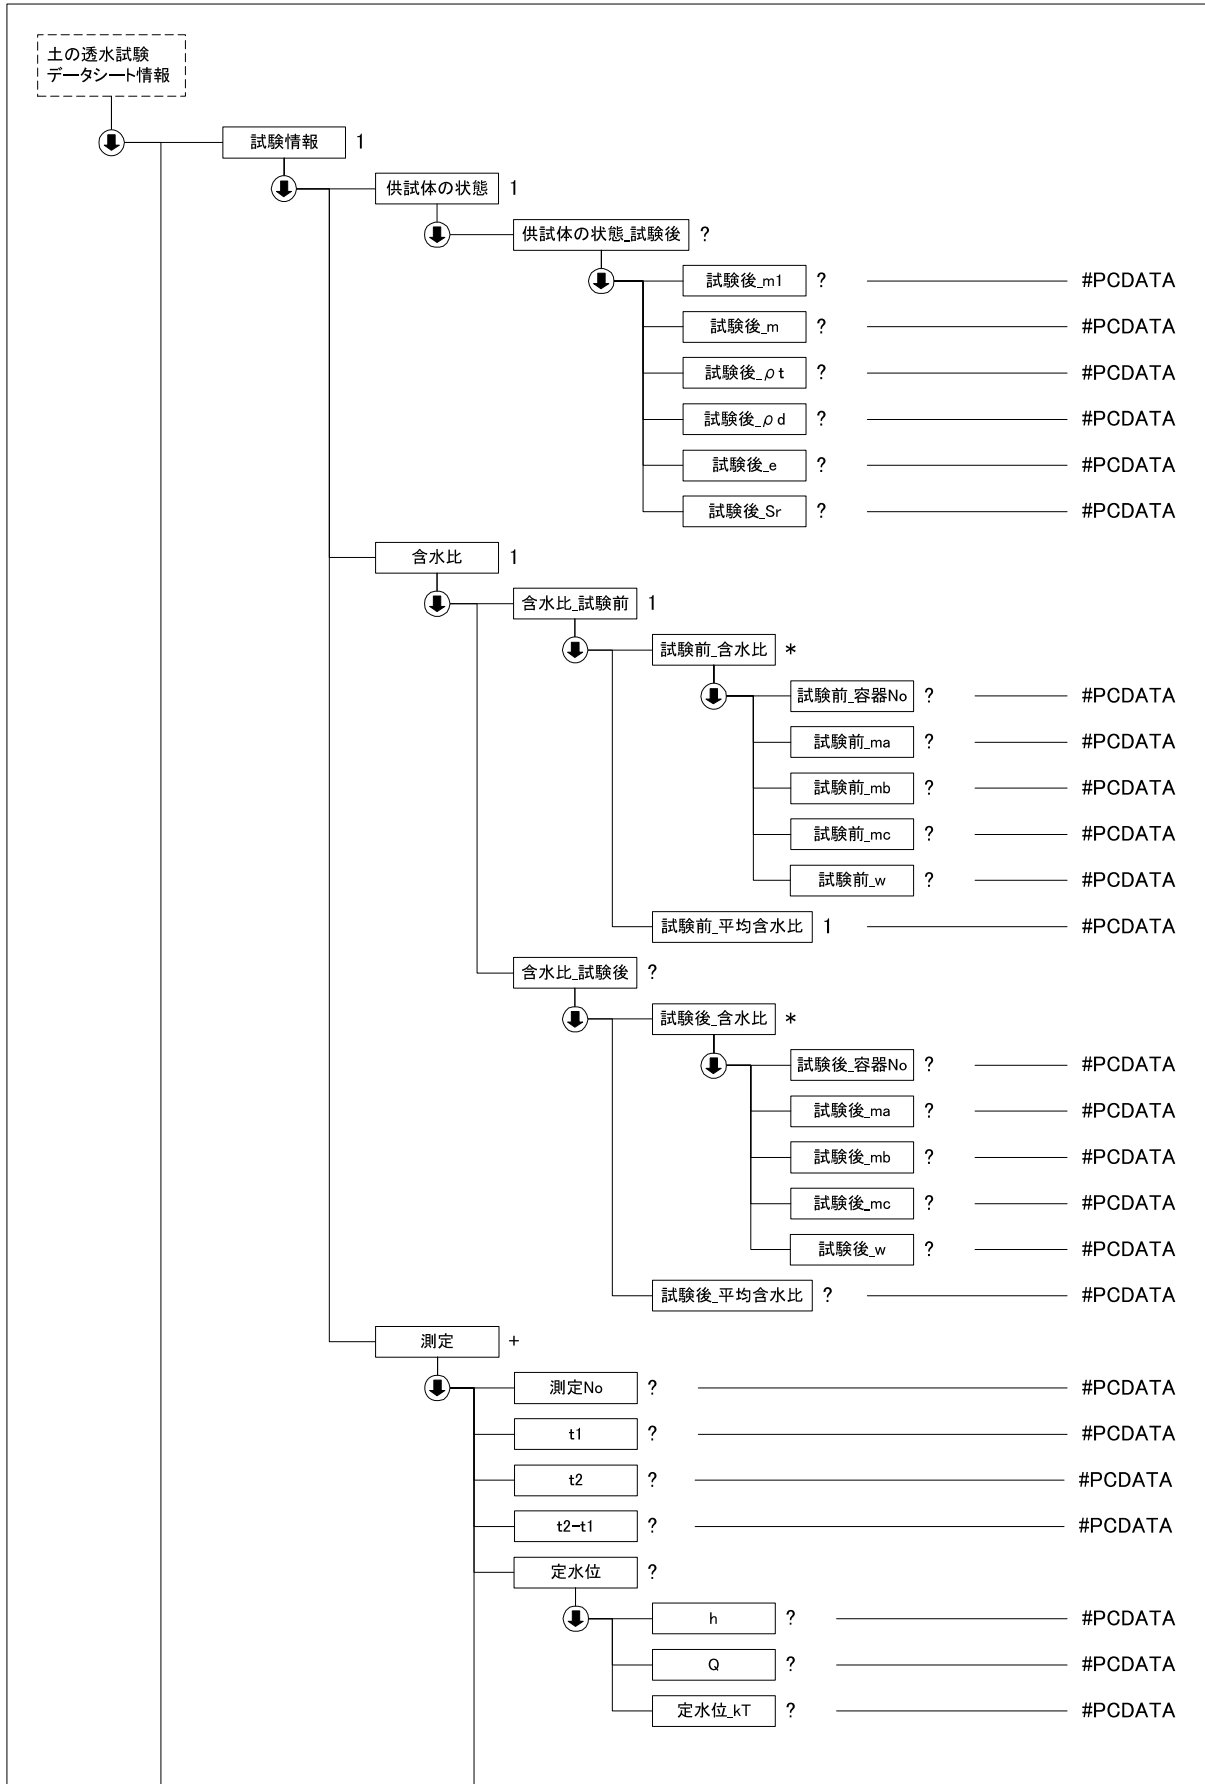 土の透水試験
データシート情報
試験情報 1
供試体の状態 1
供試体の状態_試験後 ?
試験後_m1 ? #PCDATA
試験後_m ? #PCDATA
試験後_ρt ? #PCDATA
試験後_ρd ? #PCDATA
試験後_e ? #PCDATA
試験後_Sr ? #PCDATA
含水比 1
含水比_試験前 1
試験前_含水比 *
試験前_容器No ? #PCDATA
試験前_ma ? #PCDATA
試験前_mb ? #PCDATA
試験前_mc ? #PCDATA
試験前_w ? #PCDATA
試験前_平均含水比 1 #PCDATA
含水比_試験後 ?
試験後_含水比 *
試験後_容器No ? #PCDATA
試験後_ma ? #PCDATA
試験後_mb ? #PCDATA
試験後_mc ? #PCDATA
試験後_w ? #PCDATA
試験後_平均含水比 ? #PCDATA
測定 +
測定No ? #PCDATA
t1 ? #PCDATA
t2 ? #PCDATA
t2-t1 ? #PCDATA
定水位 ?
h ? #PCDATA
Q ? #PCDATA
定水位_kT ? #PCDATA